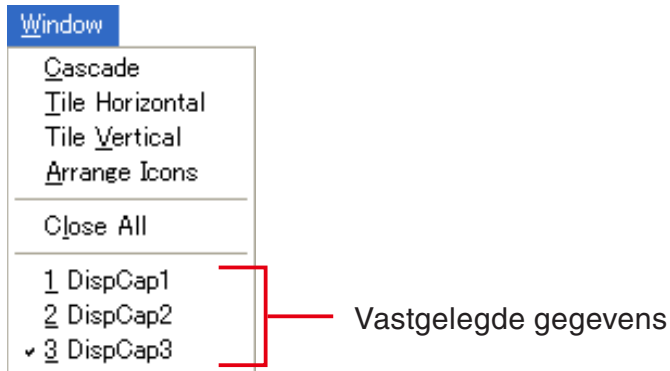 Window
Cascade
Tile Horizontal
Tile Vertical
Arrange Icons
Close All
1 DispCap1
2 DispCap2
✓ 3 DispCap3
Vastgelegde gegevens